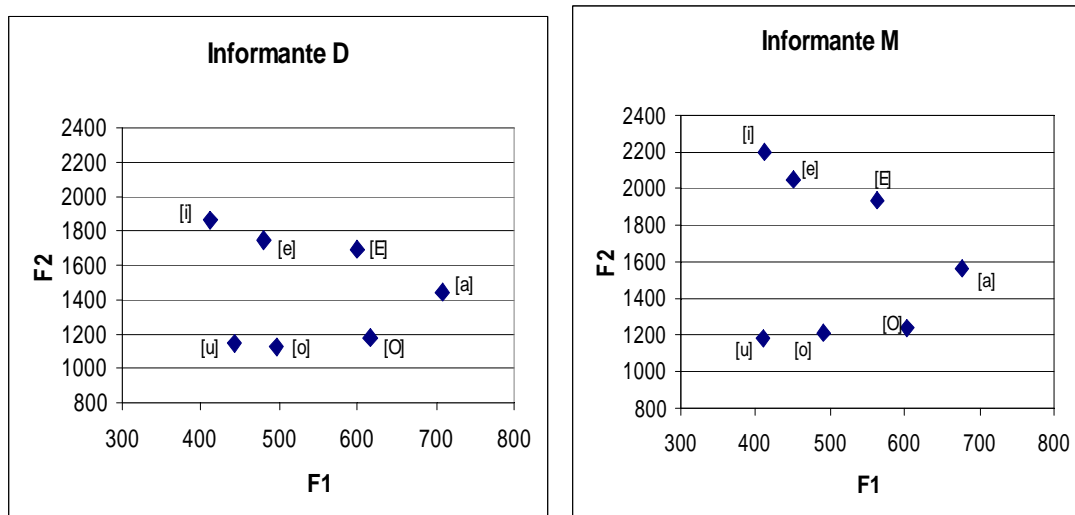 Informante D
2400
2200
2000
1800
1600
1400
1200
1000
800
F2
[i]
[e]
[E]
[a]
[u]
[o]
[O]
300 400 500 600 700 800
F1
Informante M
2400
2200
2000
1800
1600
1400
1200
1000
800
F2
[i]
[e]
[E]
[a]
[O]
[u]
[o]
300 400 500 600 700 800
F1